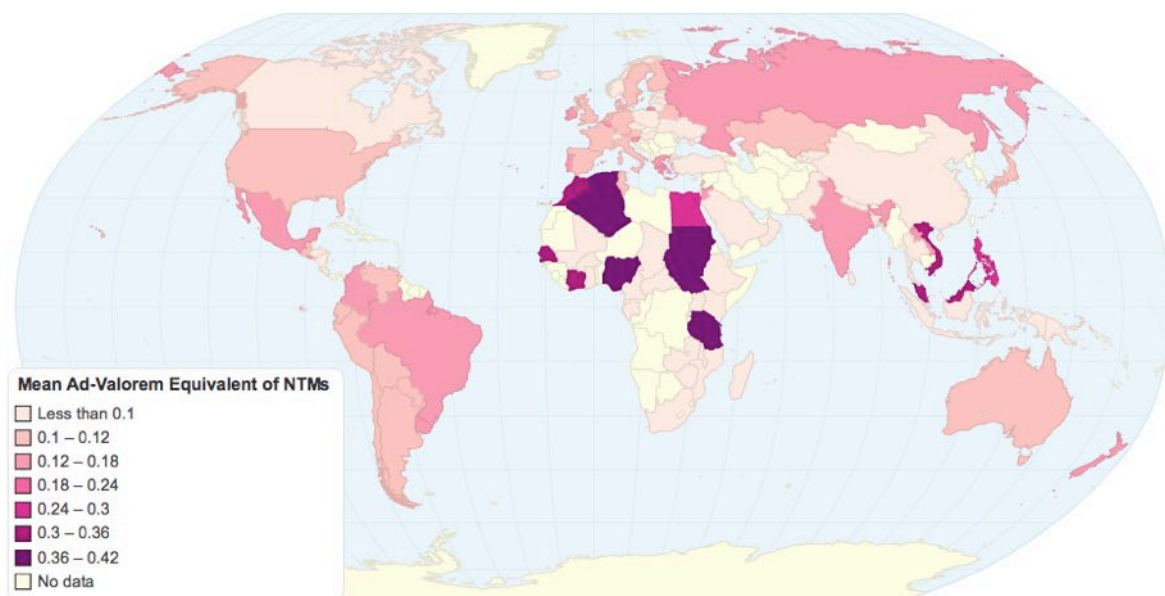 Mean Ad-Valorem Equivalent of NTMs
Less than 0.1
0.1 – 0.12
0.12 – 0.18
0.18 – 0.24
0.24 – 0.3
0.3 – 0.36
0.36 – 0.42
No data